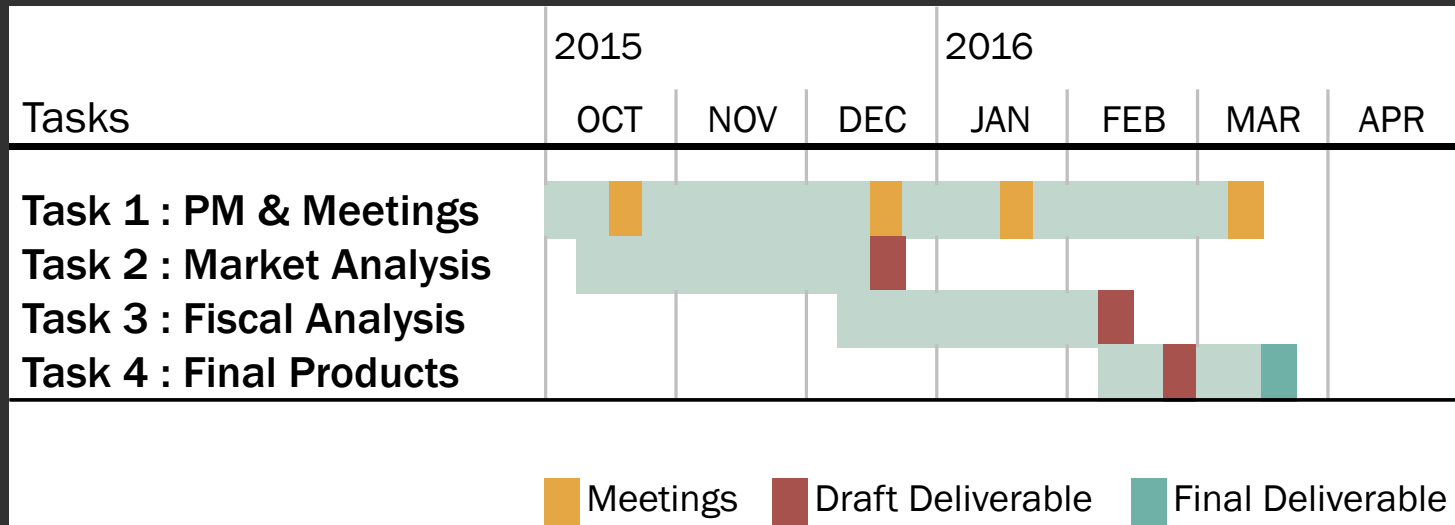 2015 2016
Tasks OCT NOV DEC JAN FEB MAR APR
Task 1 : PM & Meetings
Task 2 : Market Analysis
Task 3 : Fiscal Analysis
Task 4 : Final Products
Meetings Draft Deliverable Final Deliverable